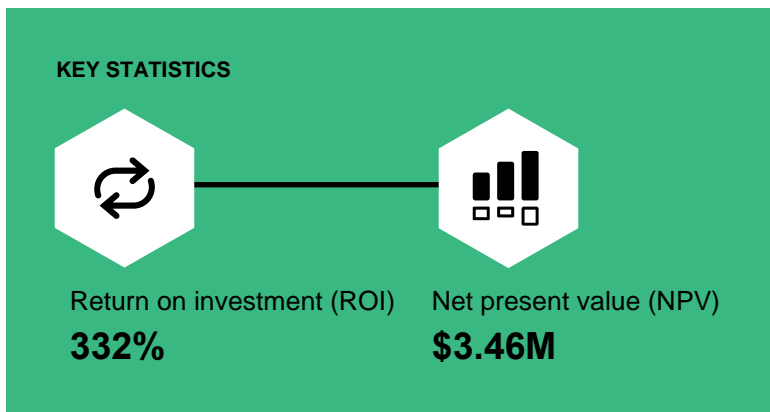 KEY STATISTICS
Return on investment (ROI)
332%
Net present value (NPV)
$3.46M